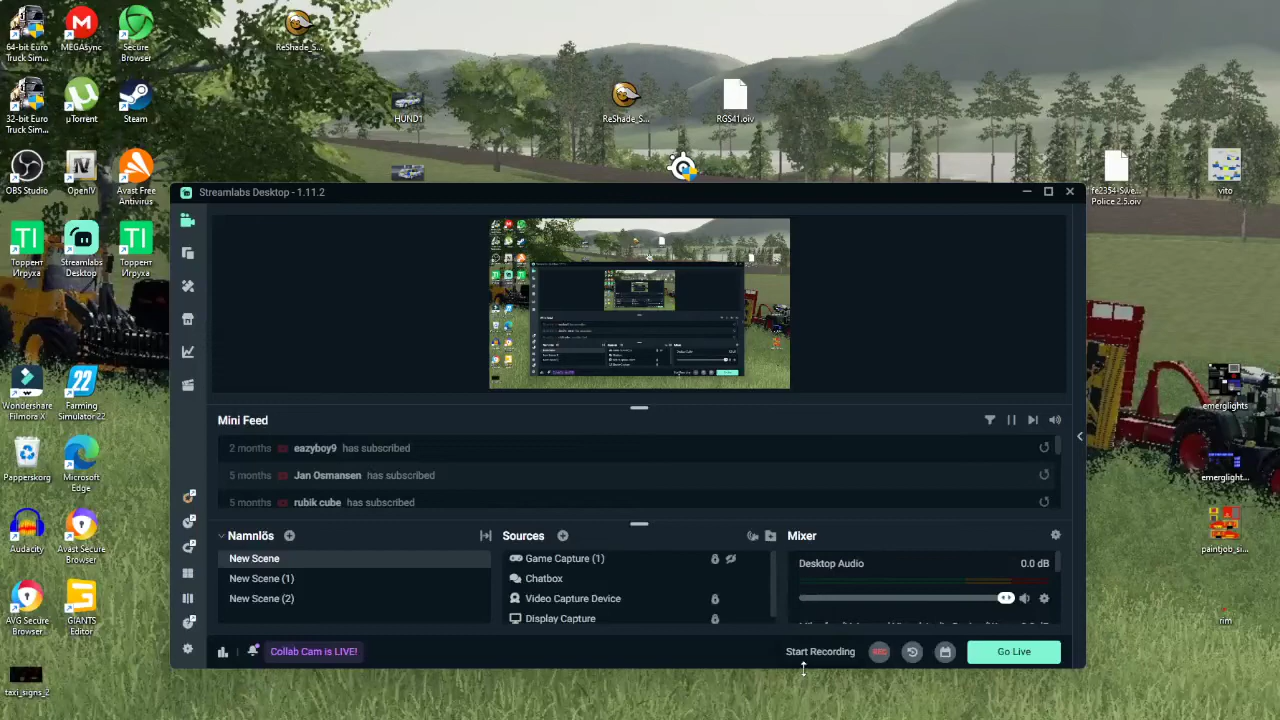 64-bit Euro
Truck Sim...
MEGAsync
Secure
Browser
ReShade_S...
32-bit Euro
Truck Sim...
µTorrent
Steam
HUND1
ReShade_S...
RGS41.oiv
OBS Studio
OpenIV
Avast Free
Antivirus
fe2354-Swe...
Police 2.5.oiv
vito
Streamlabs Desktop - 1.11.2
Торрент
Игруха
Streamlabs
Desktop
Торрент
Игруха
Wondershare
Filmora X
Farming
Simulator 22
emerglights
Mini Feed
2 months eazyboy9 has subscribed
5 months Jan Osmansen has subscribed
5 months rubik cube has subscribed
Papperskorg
Microsoft
Edge
emerglight...
Audacity
Avast Secure
Browser
paintjob_si...
Namnlös
Sources
Mixer
New Scene
New Scene (1)
New Scene (2)
Game Capture (1)
Chatbox
Video Capture Device
Display Capture
Desktop Audio
0.0 dB
AVG Secure
Browser
GIANTS
Editor
rim
Collab Cam is LIVE!
Start Recording
REC
Go Live
taxi_signs_2